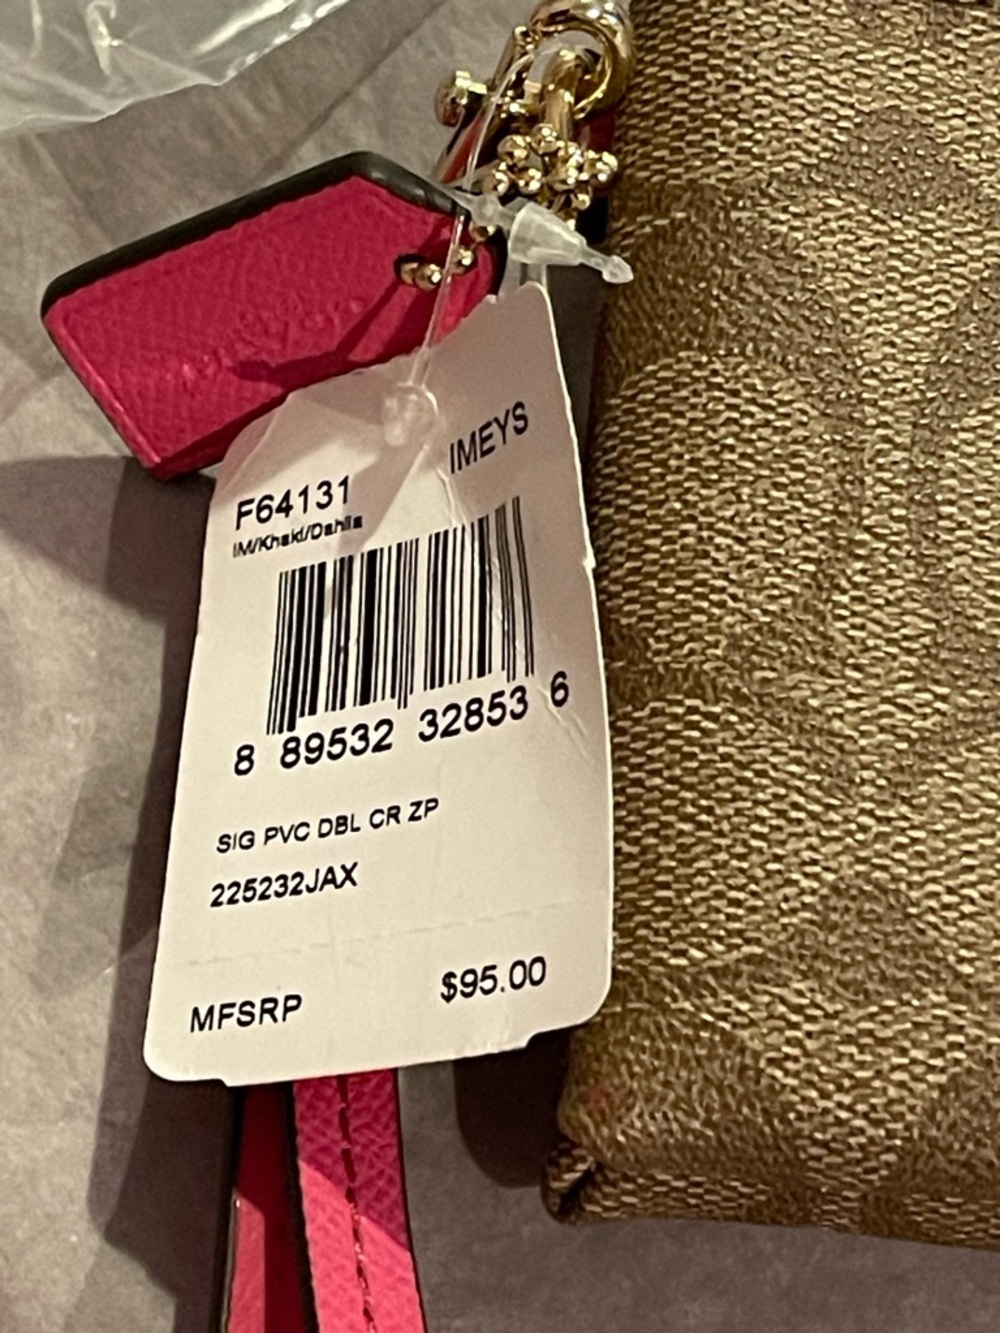 IMEYS
F64131
IM/Khaki/Dahlia
8 89532 32853 6
SIG PVC DBL CR ZP
225232JAX
MFSRP $95.00